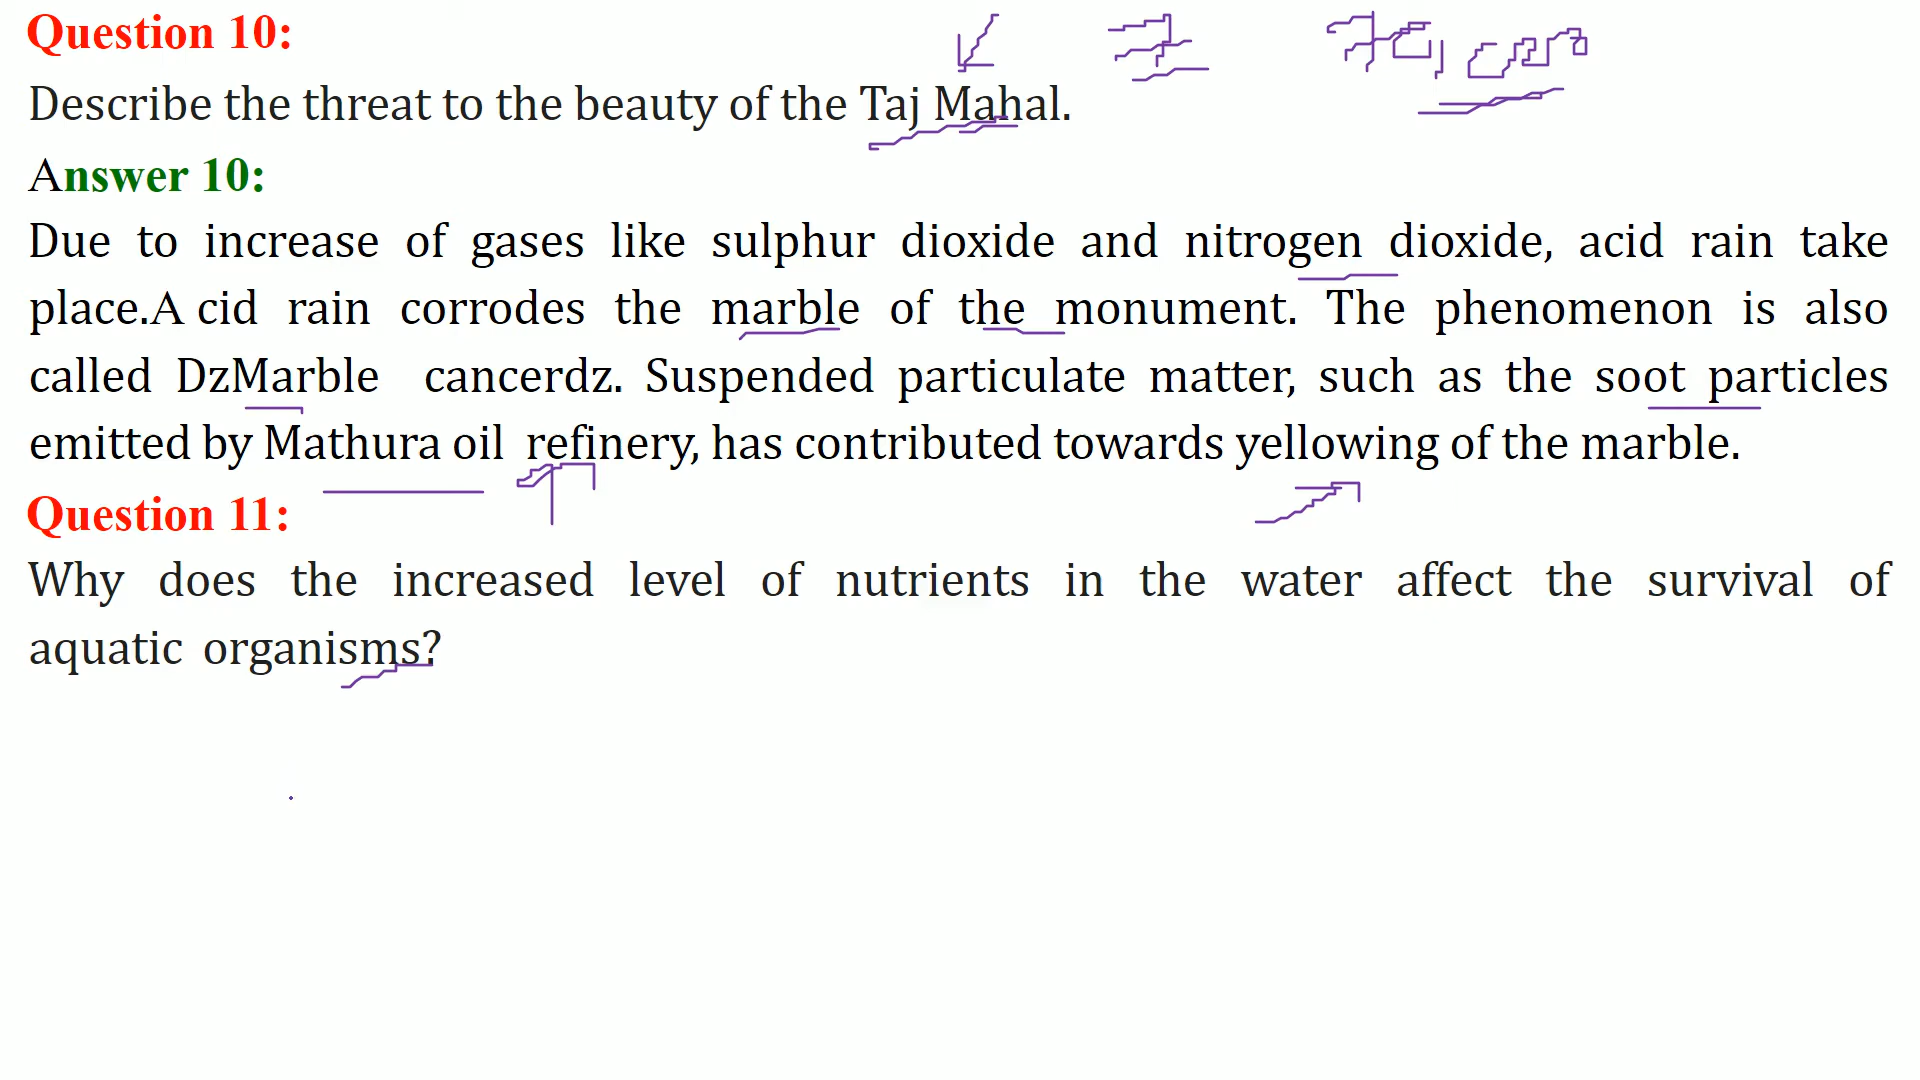 Question 10:
Describe the threat to the beauty of the Taj Mahal.
Answer 10:
Due to increase of gases like sulphur dioxide and nitrogen dioxide, acid rain take
place.A cid rain corrodes the marble of the monument. The phenomenon is also
called DzMarble cancerdz. Suspended particulate matter, such as the soot particles
emitted by Mathura oil refinery, has contributed towards yellowing of the marble.
Question 11:
Why does the increased level of nutrients in the water affect the survival of
aquatic organisms?